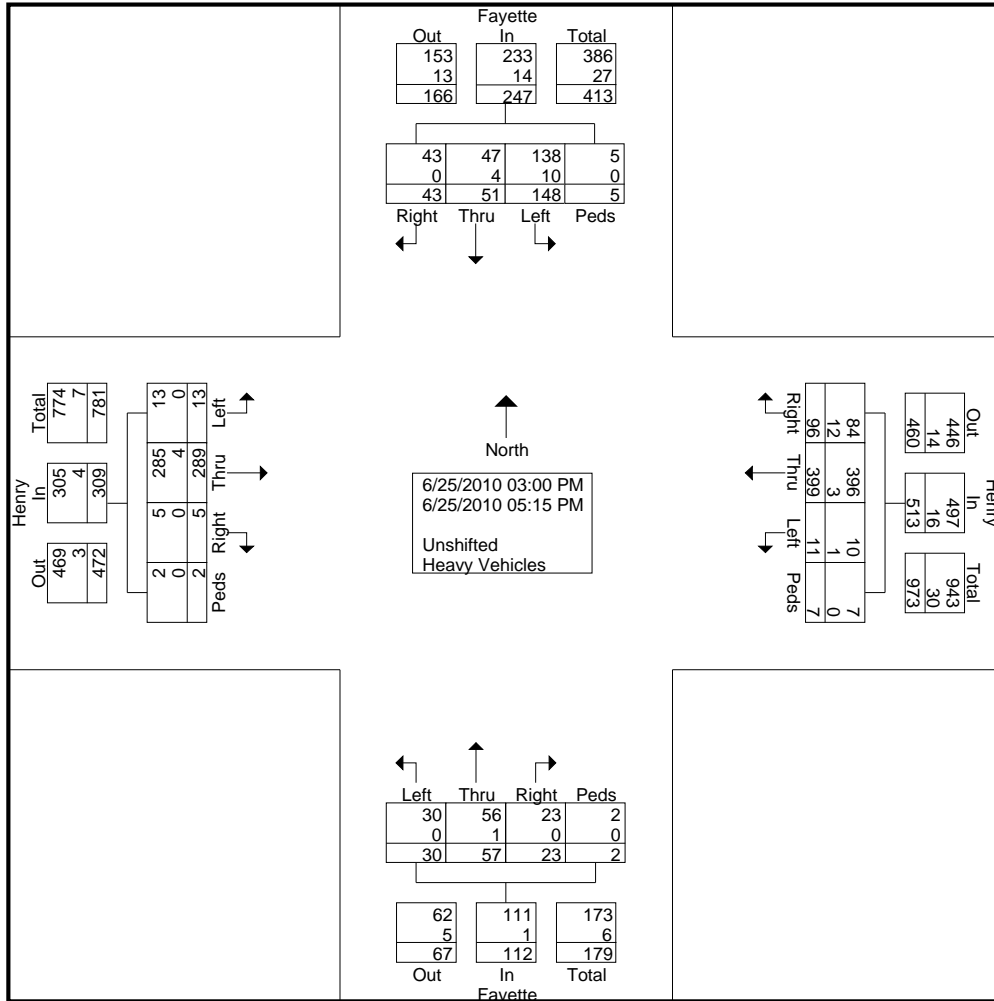 Fayette
Out In Total
153 233 386
13 14 27
166 247 413
43 47 138 5
0 4 10 0
43 51 148 5
Right Thru Left Peds
Henry
Total In Out
774 305 469
7 4 3
781 309 472
13 285 5 2
0 4 0 0
13 289 5 2
Left Thru Right Peds
North
6/25/2010 03:00 PM
6/25/2010 05:15 PM
Unshifted
Heavy Vehicles
Right Thru Left Peds
84 396 10 7
12 3 1 0
96 399 11 7
Out In Total
446 497 943
14 16 30
460 513 973
Henry
Left Thru Right Peds
30 56 23 2
0 1 0 0
30 57 23 2
62 111 173
5 1 6
67 112 179
Out In Total
Fayette